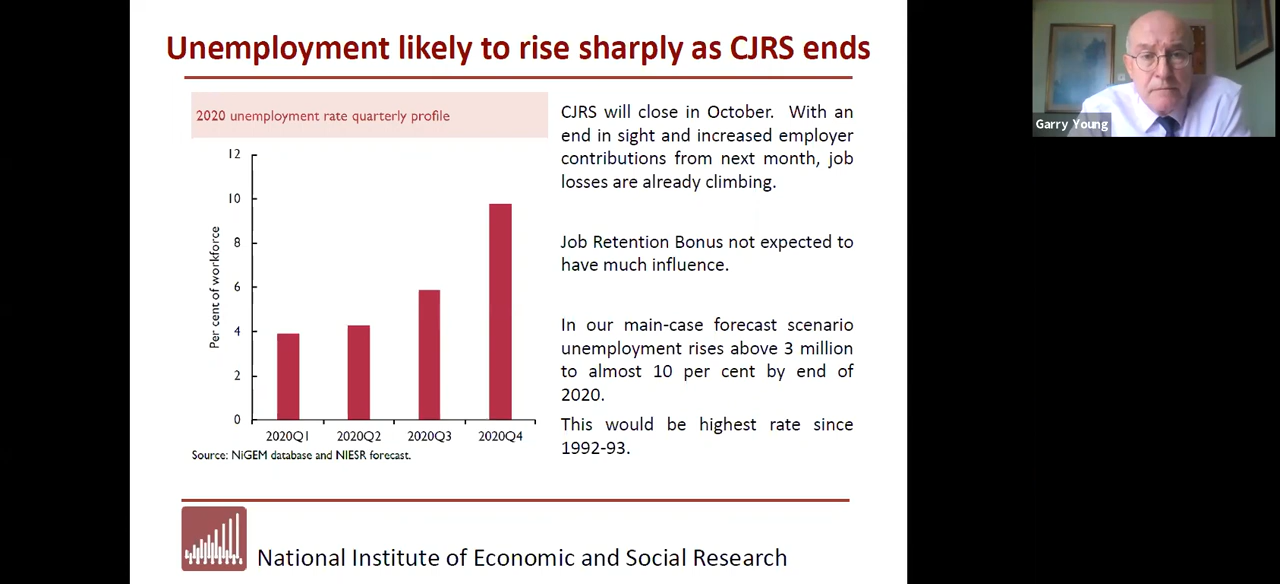 Unemployment likely to rise sharply as CJRS ends
2020 unemployment rate quarterly profile
12
10
8
6
4
2
0
Per cent of workforce
2020Q1 2020Q2 2020Q3 2020Q4
Source: NiGEM database and NIESR forecast.
CJRS will close in October. With an
end in sight and increased employer
contributions from next month, job
losses are already climbing.
Job Retention Bonus not expected to
have much influence.
In our main-case forecast scenario
unemployment rises above 3 million
to almost 10 per cent by end of
2020.
This would be highest rate since
1992-93.
National Institute of Economic and Social Research
Garry Young